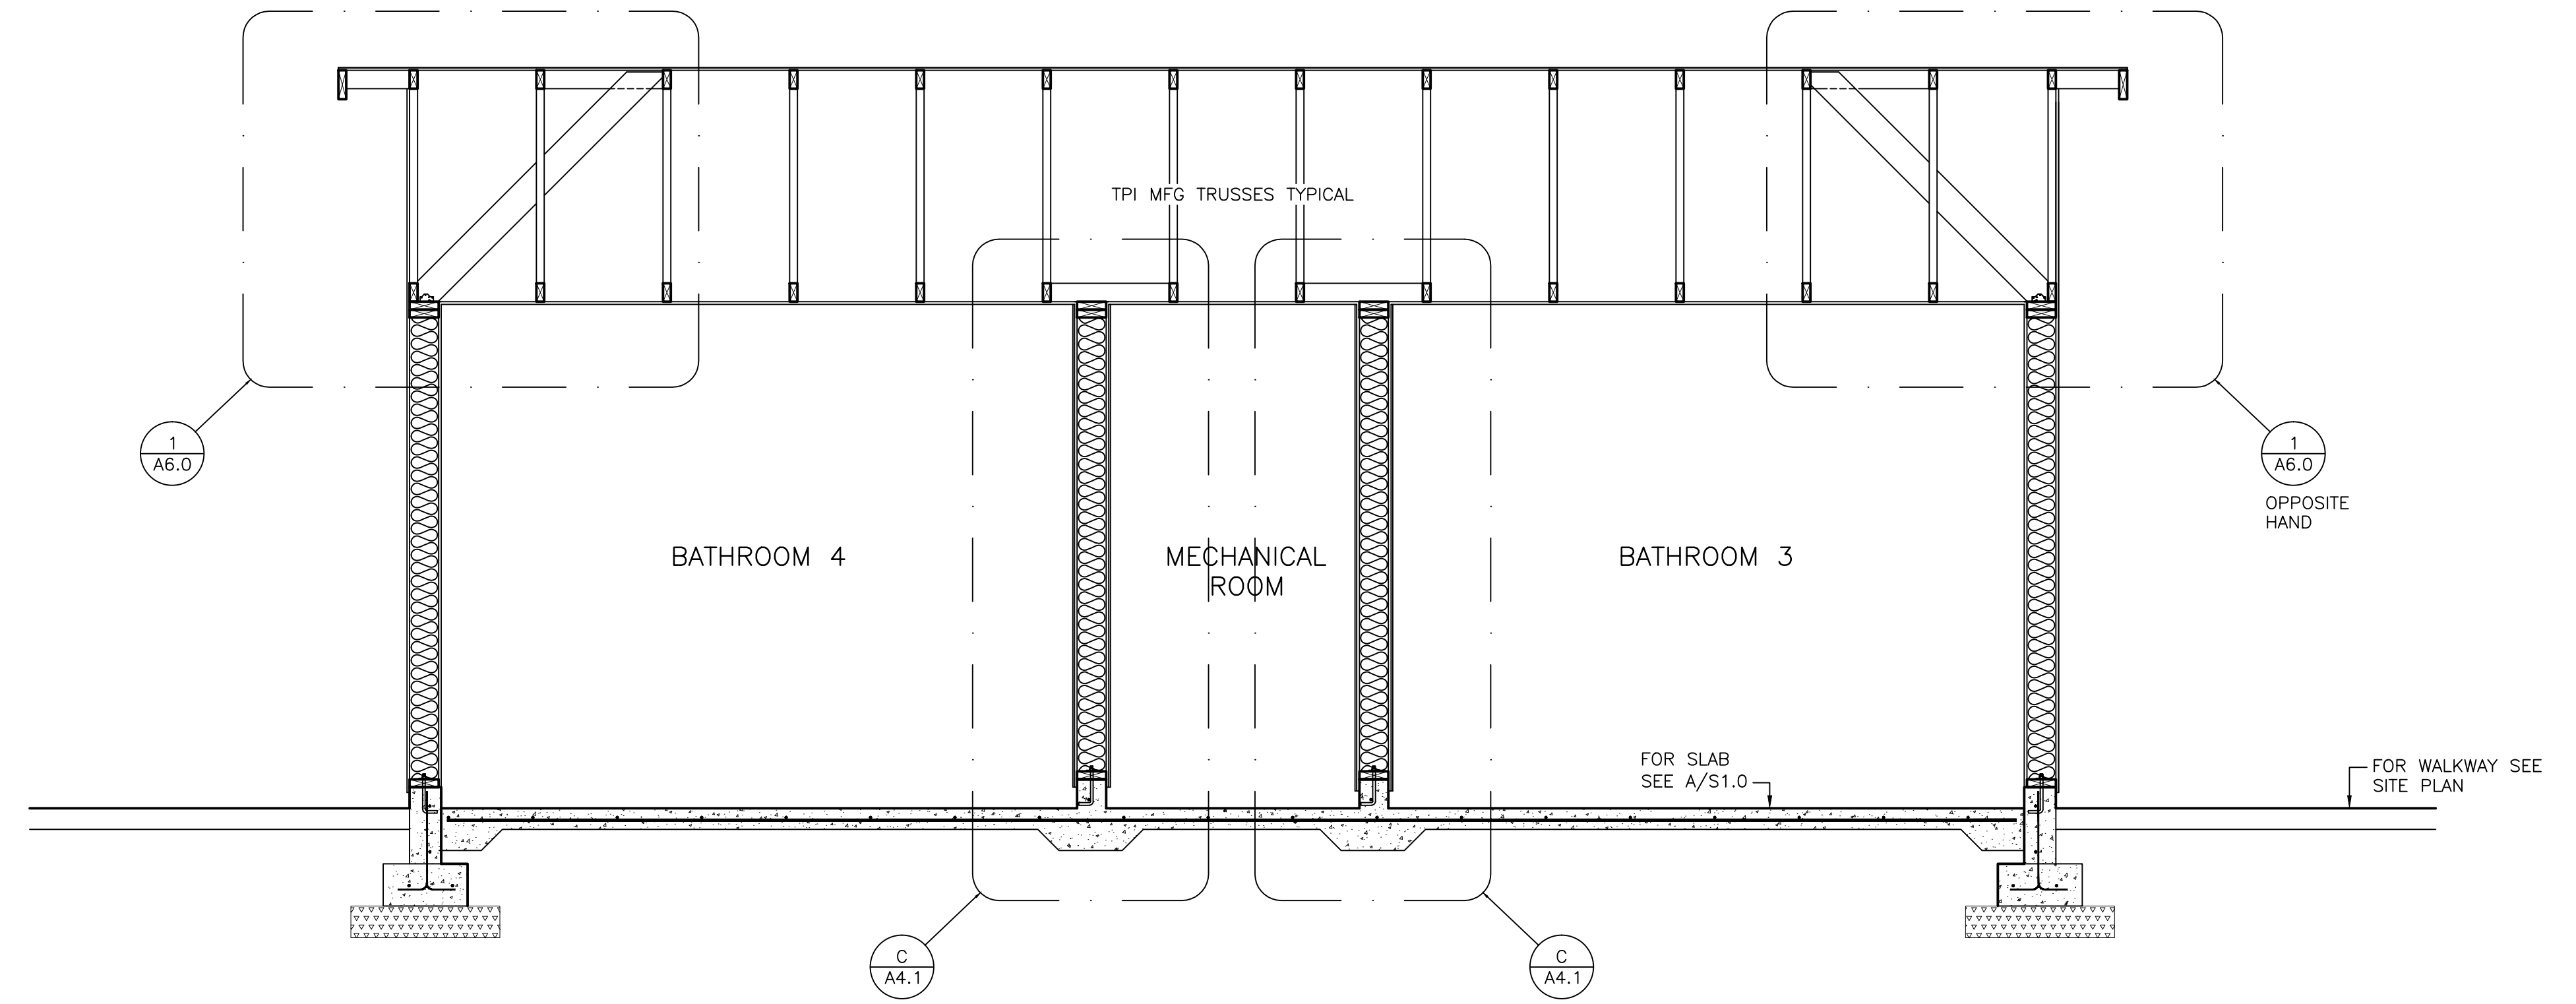 TPI MFG TRUSSES TYPICAL
1
A6.0
1
A6.0
OPPOSITE
HAND
BATHROOM 4
MECHANICAL
ROOM
BATHROOM 3
FOR SLAB
SEE A/S1.0
FOR WALKWAY SEE
SITE PLAN
C
A4.1
C
A4.1